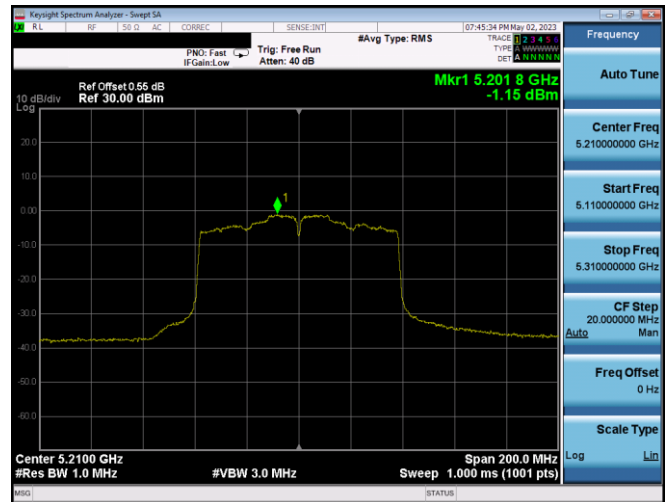 Keysight Spectrum Analyzer - Swept SA
RL RF 50 Ω AC CORREC SENSE:INT 07:45:34 PM May 02, 2023
#Avg Type: RMS
TRACE 1 2 3 4 5 6
PNO: Fast Trig: Free Run
TYPE A WWWWW
IFGain:Low Atten: 40 dB
DET A N N N N N
Mkr1 5.201 8 GHz
-1.15 dBm
Ref Offset 0.55 dB
10 dB/div Ref 30.00 dBm
Log
20.0
10.0
0.00
-10.0
-20.0
-30.0
-40.0
-50.0
-60.0
1
Center 5.2100 GHz Span 200.0 MHz
#Res BW 1.0 MHz #VBW 3.0 MHz Sweep 1.000 ms (1001 pts)
MSG STATUS
Frequency
Auto Tune
Center Freq
5.210000000 GHz
Start Freq
5.110000000 GHz
Stop Freq
5.310000000 GHz
CF Step
20.000000 MHz
Auto Man
Freq Offset
0 Hz
Scale Type
Log Lin